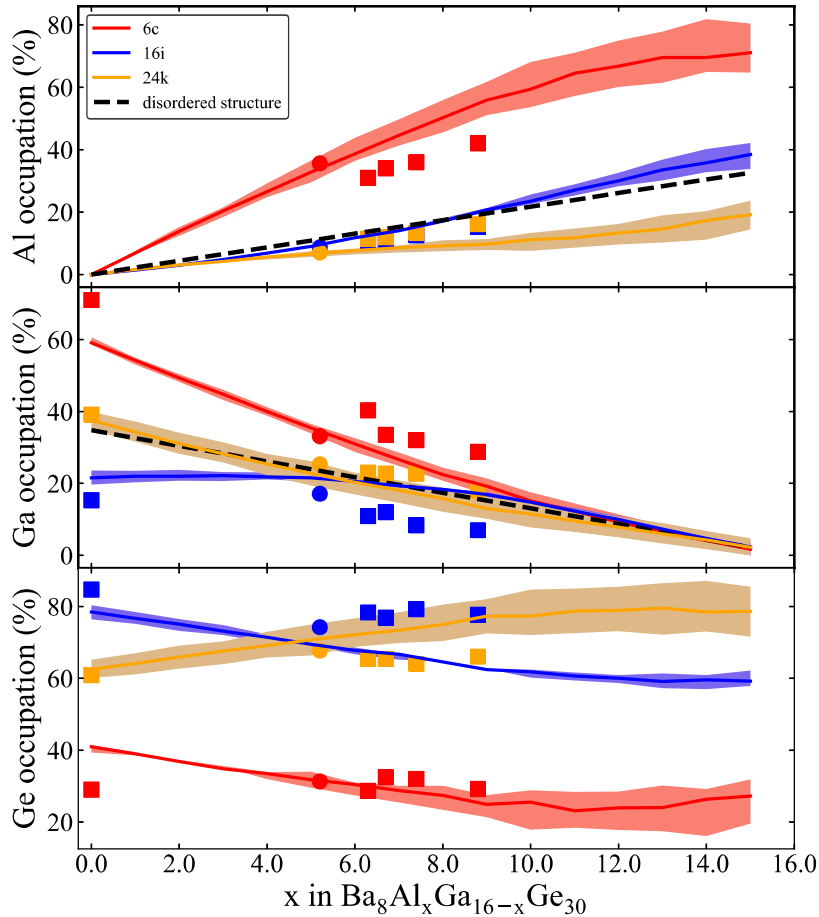 6c
16i
24k
disordered structure
Al occupation (%)
80
60
40
20
0
Ga occupation (%)
60
40
20
0
Ge occupation (%)
80
60
40
20
0.0 2.0 4.0 6.0 8.0 10.0 12.0 14.0 16.0
x in Ba₈AlₓGa₁₆₋ₓGe₃₀